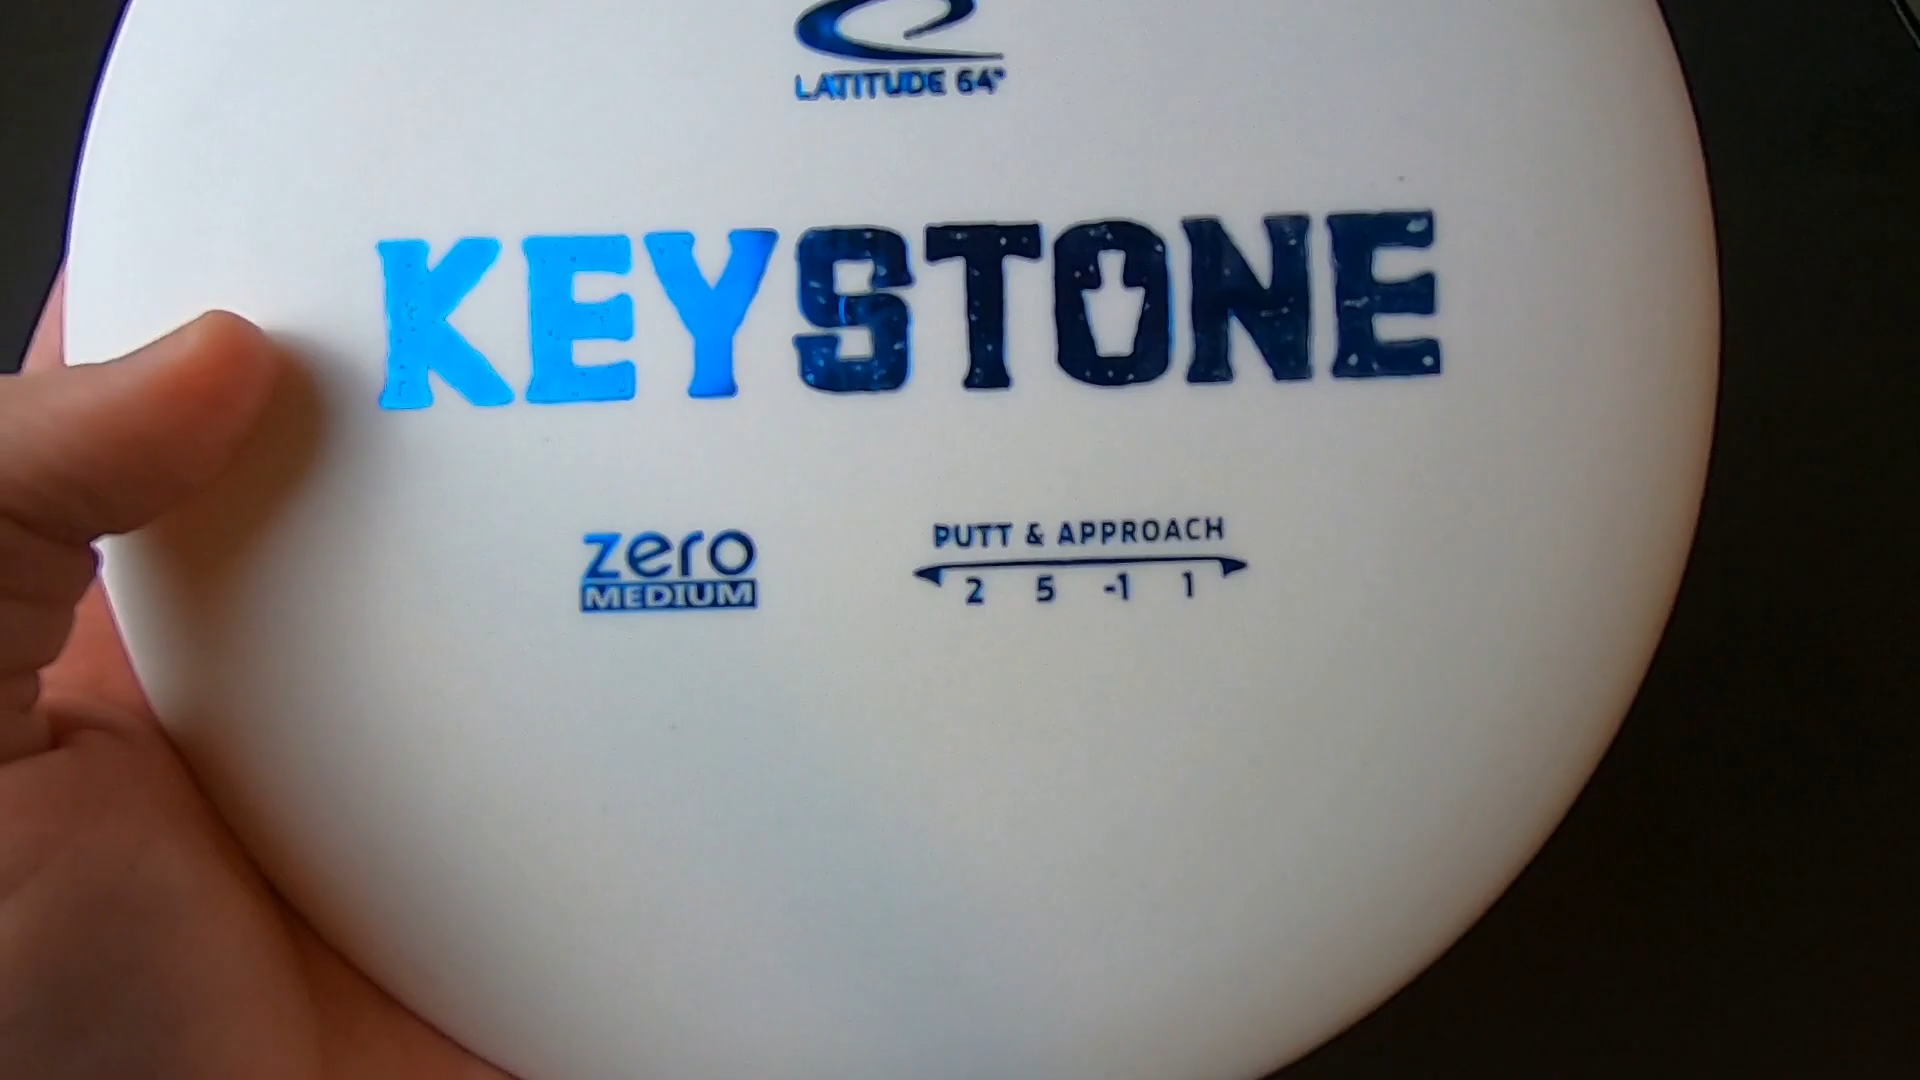 LATITUDE 64°
KEYSTONE
zero
MEDIUM
PUTT & APPROACH
2 5 -1 1